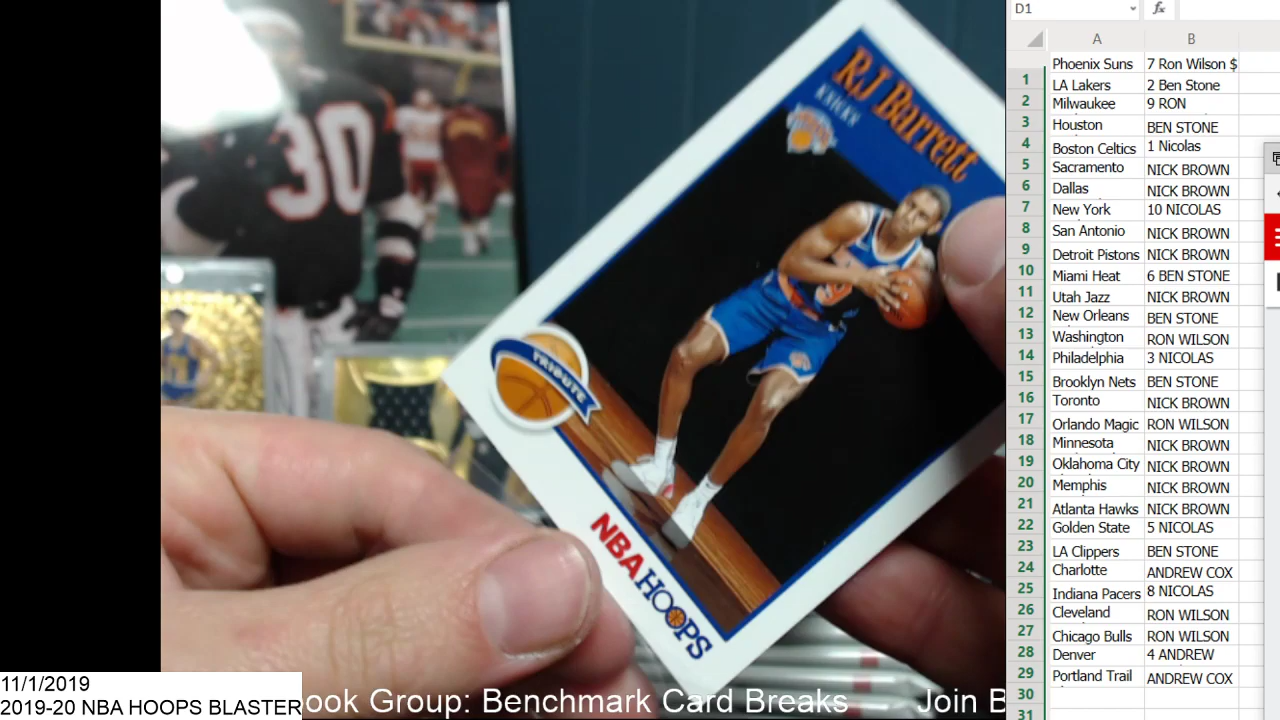 RJ Barrett
KNICKS
TRIBUTE
NBA HOOPS
30
D1
fx
A B
Phoenix Suns 7 Ron Wilson $
1 LA Lakers 2 Ben Stone
2 Milwaukee 9 RON
3 Houston BEN STONE
4 Boston Celtics 1 Nicolas
5 Sacramento NICK BROWN
6 Dallas NICK BROWN
7 New York 10 NICOLAS
8 San Antonio NICK BROWN
9 Detroit Pistons NICK BROWN
10 Miami Heat 6 BEN STONE
11 Utah Jazz NICK BROWN
12 New Orleans BEN STONE
13 Washington RON WILSON
14 Philadelphia 3 NICOLAS
15 Brooklyn Nets BEN STONE
16 Toronto NICK BROWN
17 Orlando Magic RON WILSON
18 Minnesota NICK BROWN
19 Oklahoma City NICK BROWN
20 Memphis NICK BROWN
21 Atlanta Hawks NICK BROWN
22 Golden State 5 NICOLAS
23 LA Clippers BEN STONE
24 Charlotte ANDREW COX
25 Indiana Pacers 8 NICOLAS
26 Cleveland RON WILSON
27 Chicago Bulls RON WILSON
28 Denver 4 ANDREW
29 Portland Trail ANDREW COX
30
31
11/1/2019
2019-20 NBA HOOPS BLASTER
ook Group: Benchmark Card Breaks Join B